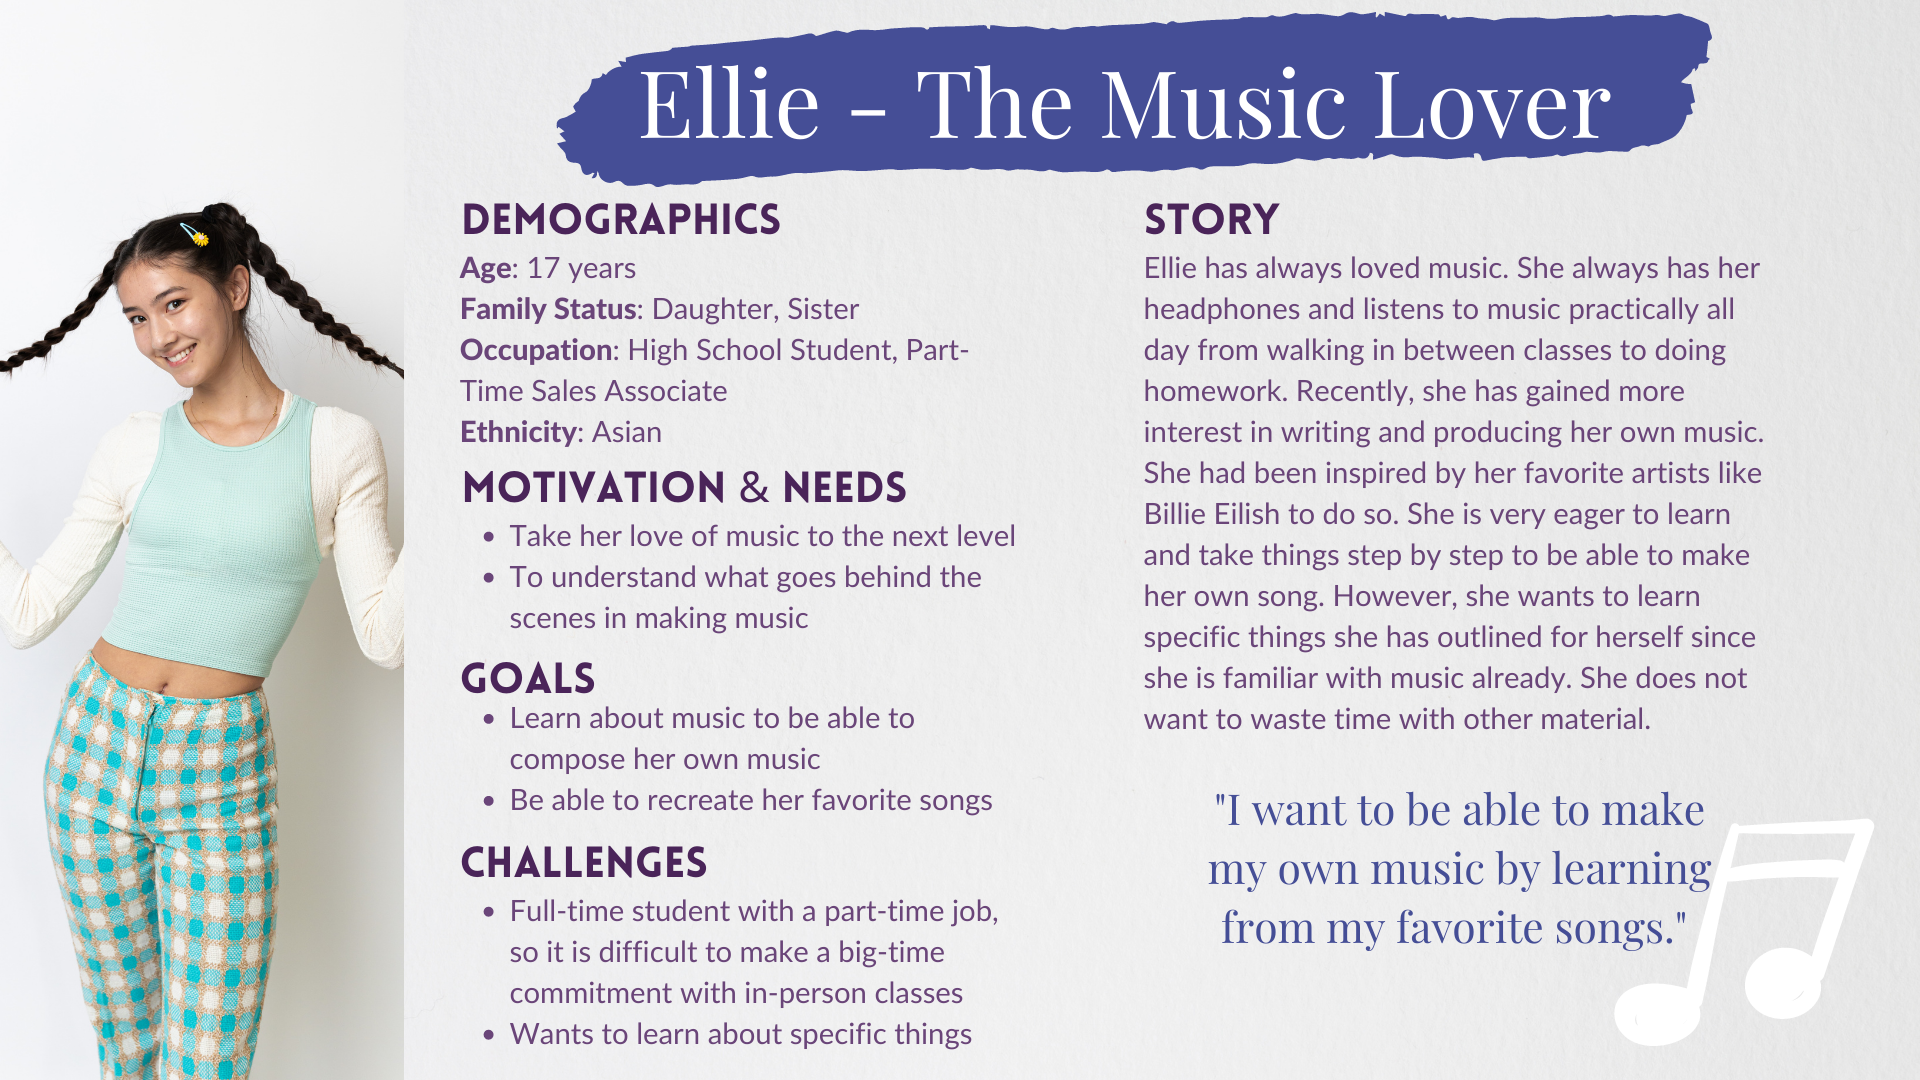 Ellie - The Music Lover
DEMOGRAPHICS
Age: 17 years
Family Status: Daughter, Sister
Occupation: High School Student, Part-
Time Sales Associate
Ethnicity: Asian
MOTIVATION & NEEDS
• Take her love of music to the next level
• To understand what goes behind the
scenes in making music
GOALS
• Learn about music to be able to
compose her own music
• Be able to recreate her favorite songs
CHALLENGES
• Full-time student with a part-time job,
so it is difficult to make a big-time
commitment with in-person classes
• Wants to learn about specific things
STORY
Ellie has always loved music. She always has her
headphones and listens to music practically all
day from walking in between classes to doing
homework. Recently, she has gained more
interest in writing and producing her own music.
She had been inspired by her favorite artists like
Billie Eilish to do so. She is very eager to learn
and take things step by step to be able to make
her own song. However, she wants to learn
specific things she has outlined for herself since
she is familiar with music already. She does not
want to waste time with other material.
"I want to be able to make
my own music by learning
from my favorite songs."